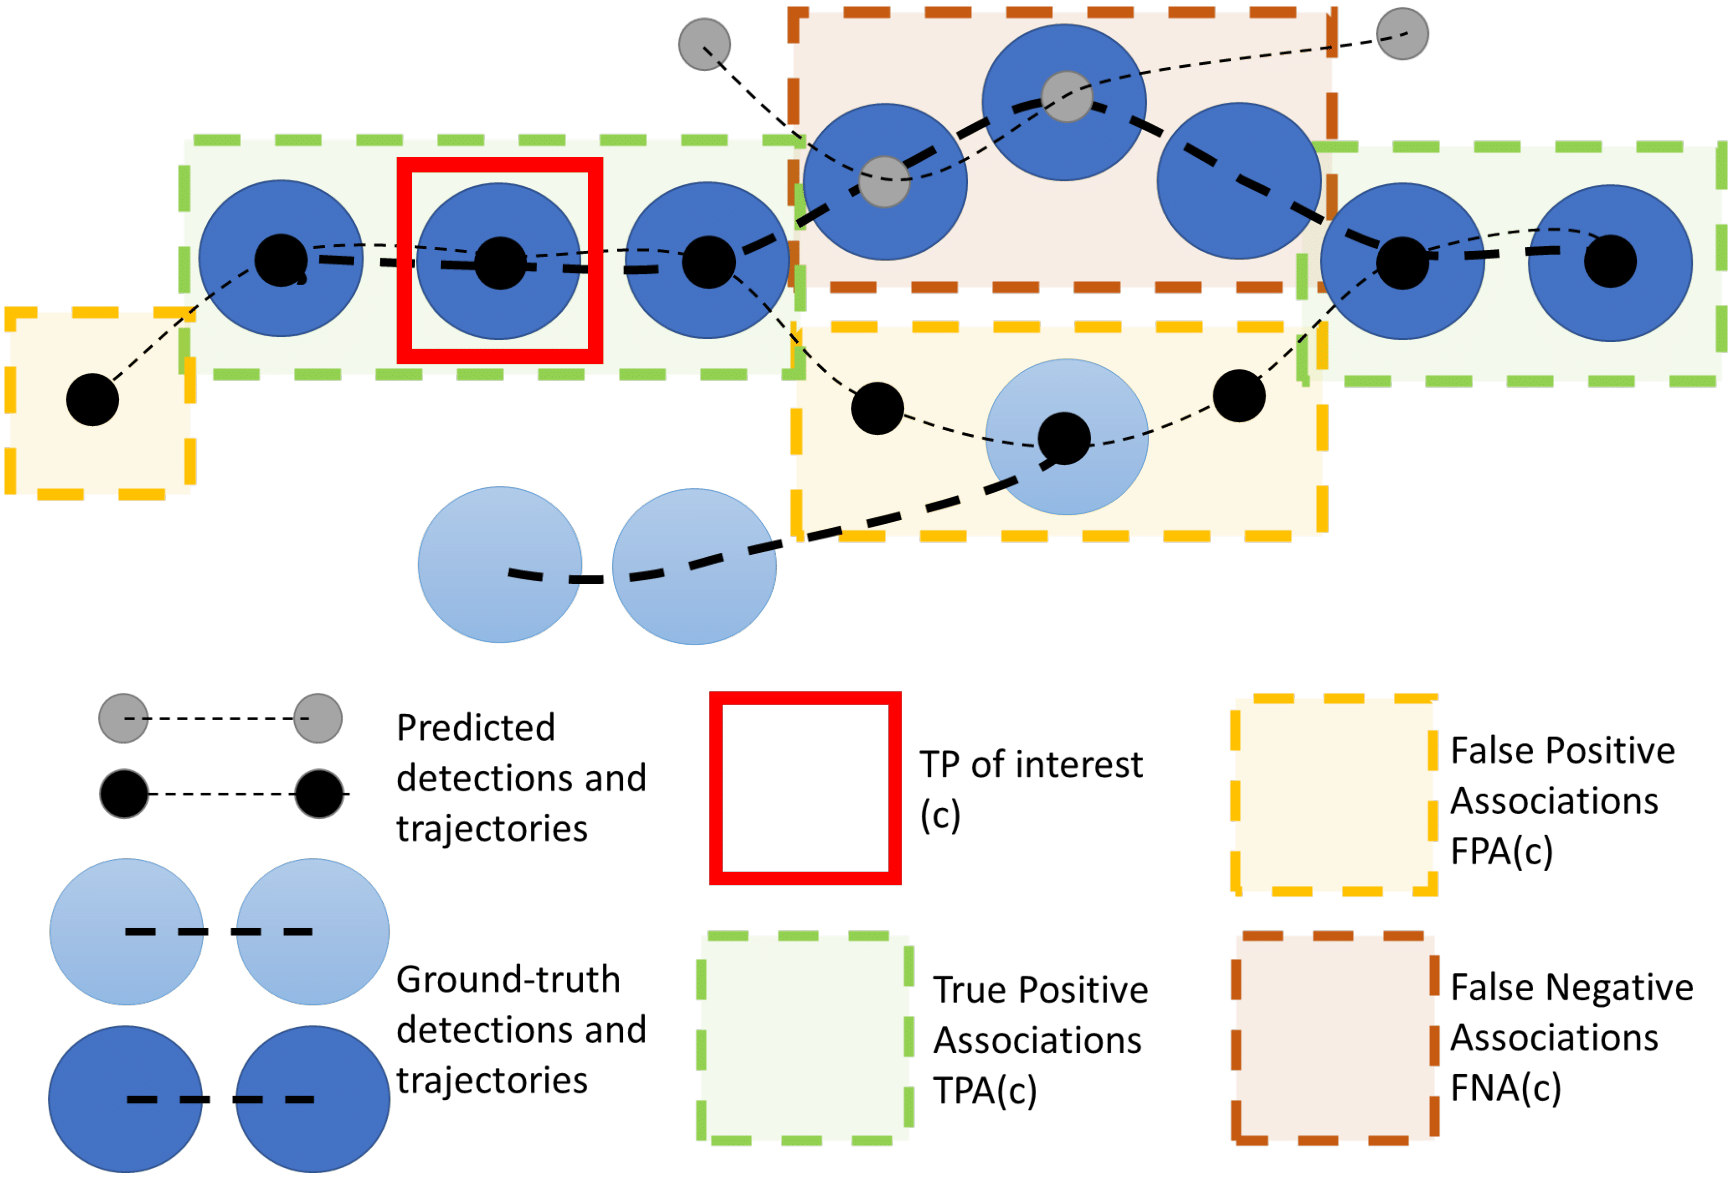 Predicted
detections and
trajectories
Ground-truth
detections and
trajectories
TP of interest
(c)
True Positive
Associations
TPA(c)
False Positive
Associations
FPA(c)
False Negative
Associations
FNA(c)